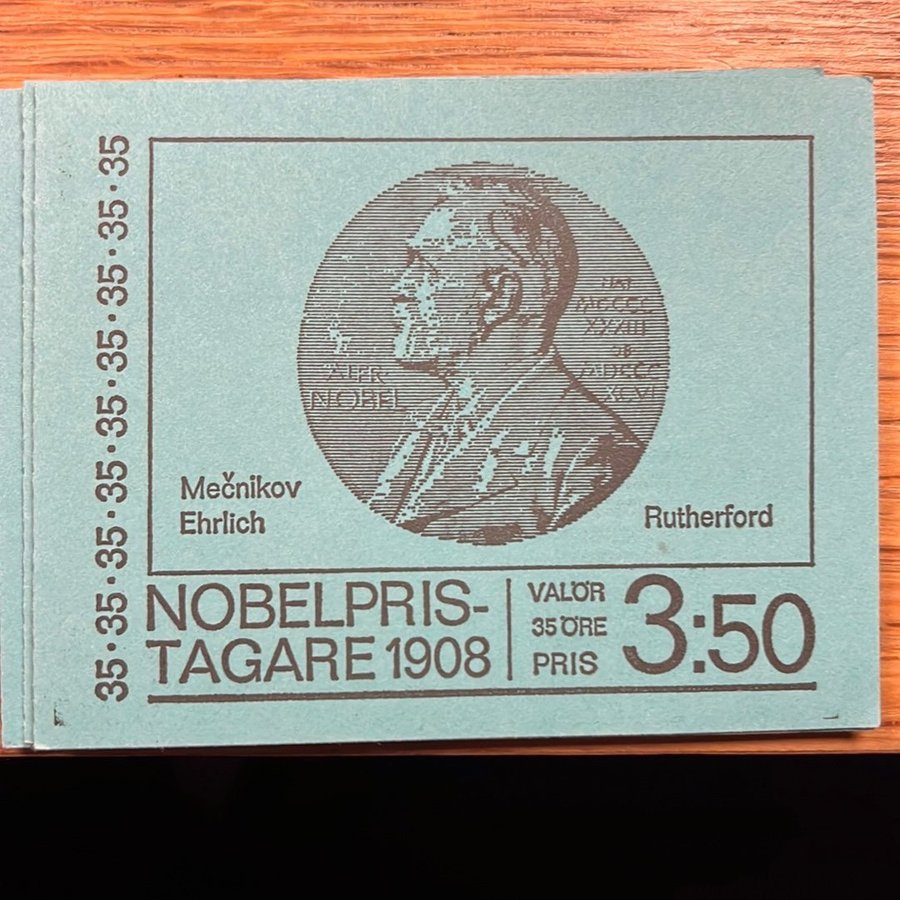 35·35·35·35·35·35·35·35·35
ALFR
NOBEL
NAT
MDCCC
XXXIII
OB
MDCCC
XCVI
Mečnikov
Ehrlich
Rutherford
NOBELPRIS-
TAGARE 1908
VALÖR
35 ÖRE
PRIS
3:50